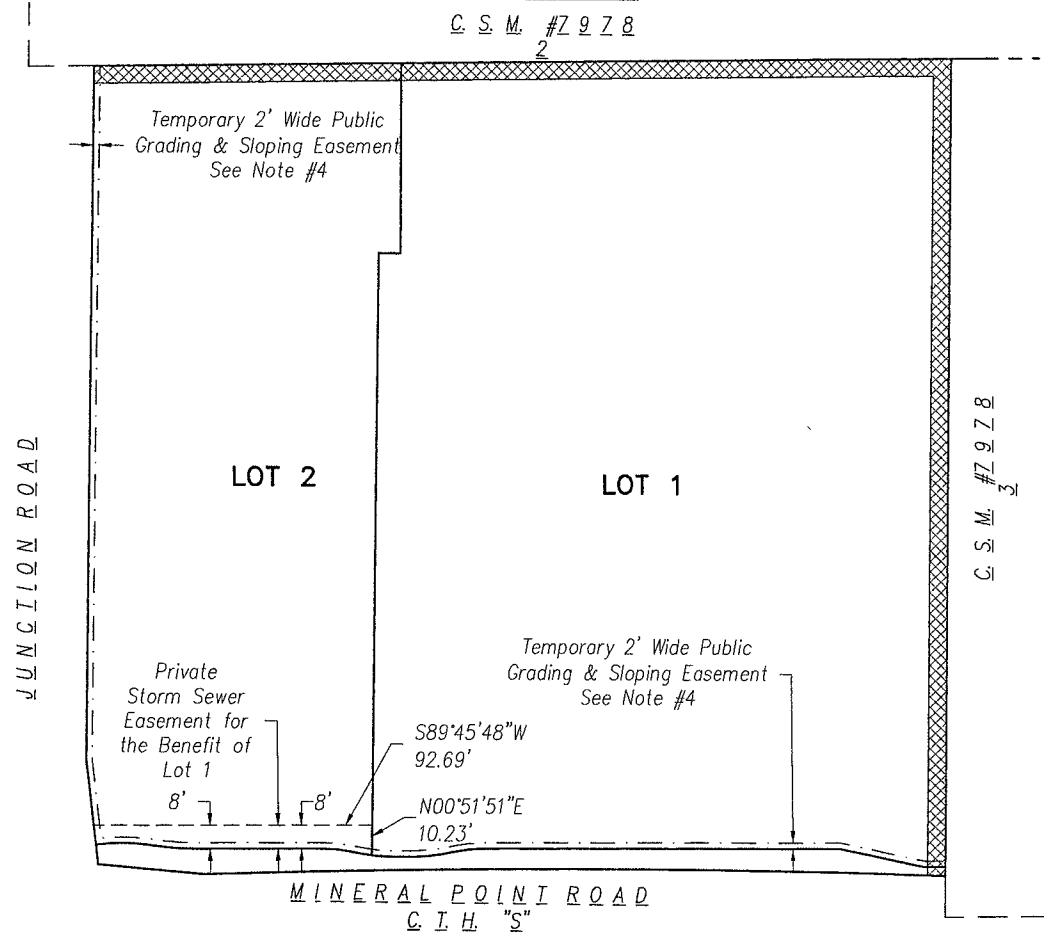 C. S. M. #7978
2
Temporary 2' Wide Public
Grading & Sloping Easement
See Note #4
LOT 2
LOT 1
JUNCTION ROAD
C. S. M. #7978
3
Temporary 2' Wide Public
Grading & Sloping Easement
See Note #4
Private
Storm Sewer
Easement for
the Benefit of
Lot 1
S89°45'48"W
92.69'
8'
8'
N00°51'51"E
10.23'
MINERAL POINT ROAD
C. T. H. "S"